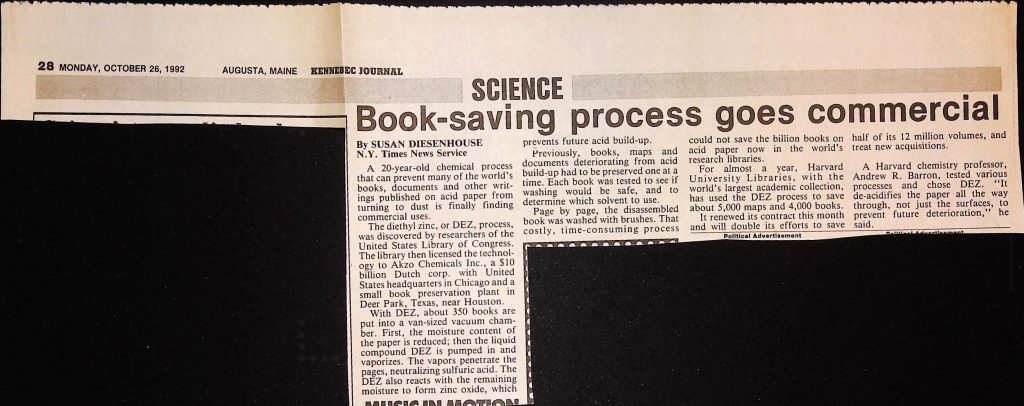 28 MONDAY, OCTOBER 26, 1992 AUGUSTA, MAINE KENNEBEC JOURNAL
SCIENCE
Book-saving process goes commercial
By SUSAN DIESENHOUSE
N.Y. Times News Service
A 20-year-old chemical process
that can prevent many of the world's
books, documents and other writ-
ings published on acid paper from
turning to dust is finally finding
commercial uses.
The diethyl zinc, or DEZ, process,
was discovered by researchers of the
United States Library of Congress.
The library then licensed the technol-
ogy to Akzo Chemicals Inc., a $10
billion Dutch corp. with United
States headquarters in Chicago and a
small book preservation plant in
Deer Park, Texas, near Houston.
With DEZ, about 350 books are
put into a van-sized vacuum cham-
ber. First, the moisture content of
the paper is reduced; then the liquid
compound DEZ is pumped in and
vaporizes. The vapors penetrate the
pages, neutralizing sulfuric acid. The
DEZ also reacts with the remaining
moisture to form zinc oxide, which
prevents future acid build-up.
Previously, books, maps and
documents deteriorating from acid
build-up had to be preserved one at a
time. Each book was tested to see if
washing would be safe, and to
determine which solvent to use.
Page by page, the disassembled
book was washed with brushes. That
costly, time-consuming process
could not save the billion books on
acid paper now in the world's
research libraries.
For almost a year, Harvard
University Libraries, with the
world's largest academic collection,
has used the DEZ process to save
about 5,000 maps and 4,000 books.
It renewed its contract this month
and will double its efforts to save
half of its 12 million volumes, and
treat new acquisitions.
A Harvard chemistry professor,
Andrew R. Barron, tested various
processes and chose DEZ. "It
de-acidifies the paper all the way
through, not just the surfaces, to
prevent future deterioration," he
said.
Political Advertisement
Political Advertisement
MUSIC IN MOTION